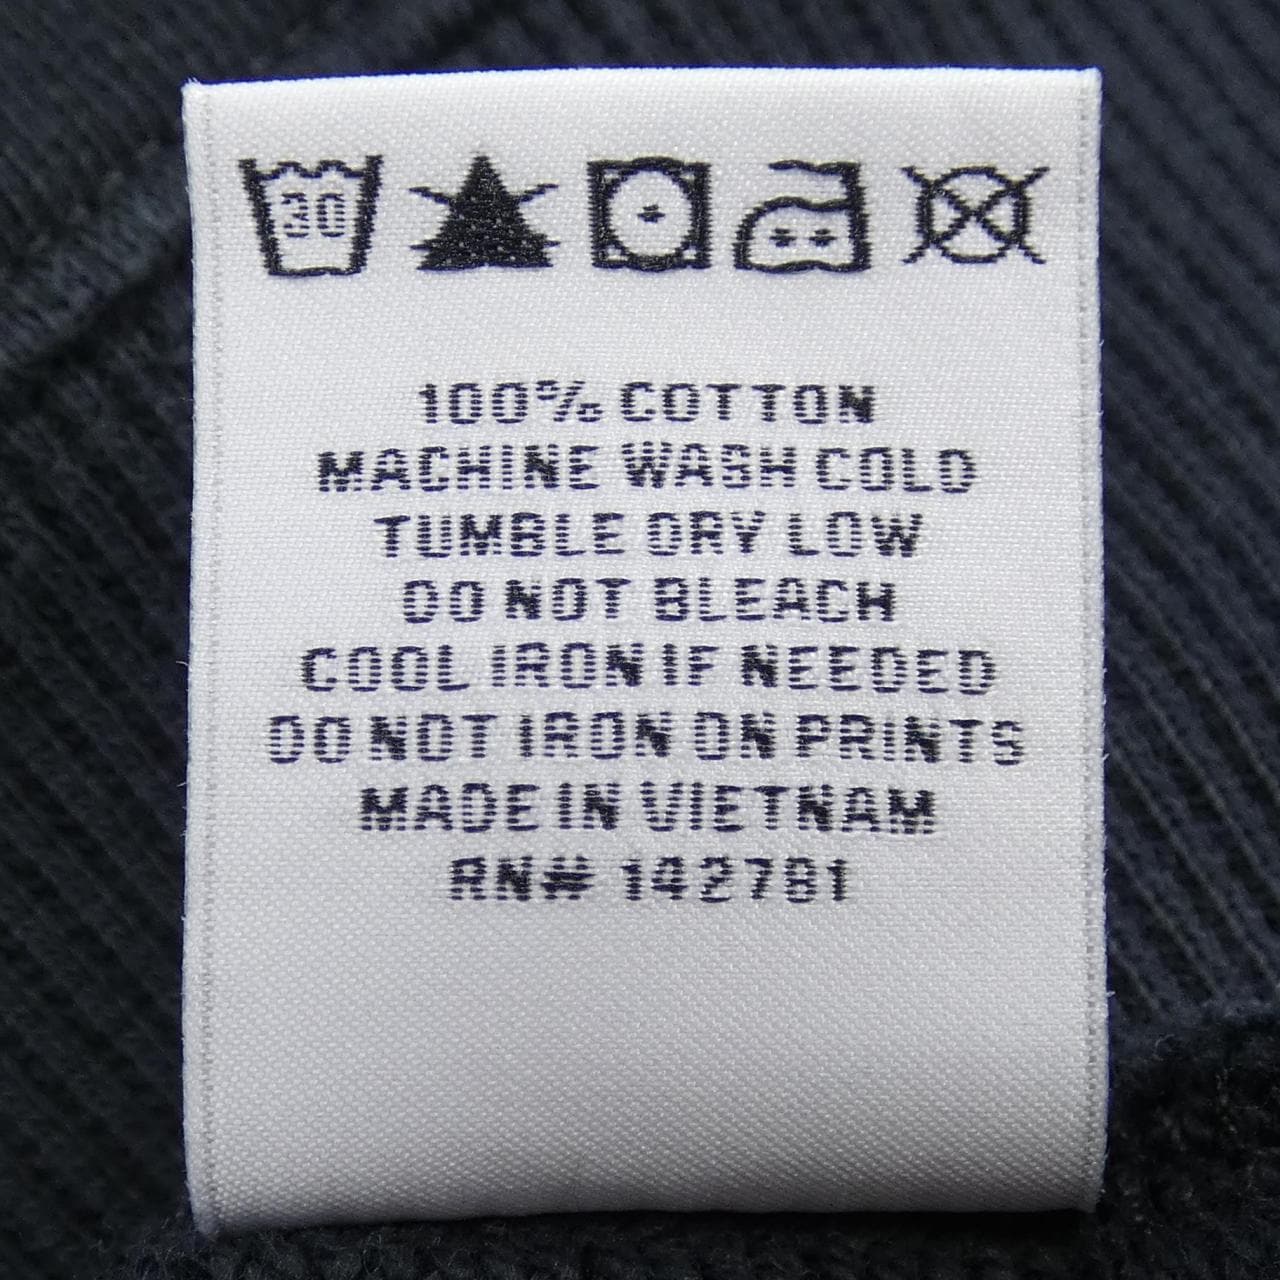 30
100% COTTON
MACHINE WASH COLD
TUMBLE DRY LOW
DO NOT BLEACH
COOL IRON IF NEEDED
DO NOT IRON ON PRINTS
MADE IN VIETNAM
RN# 142781